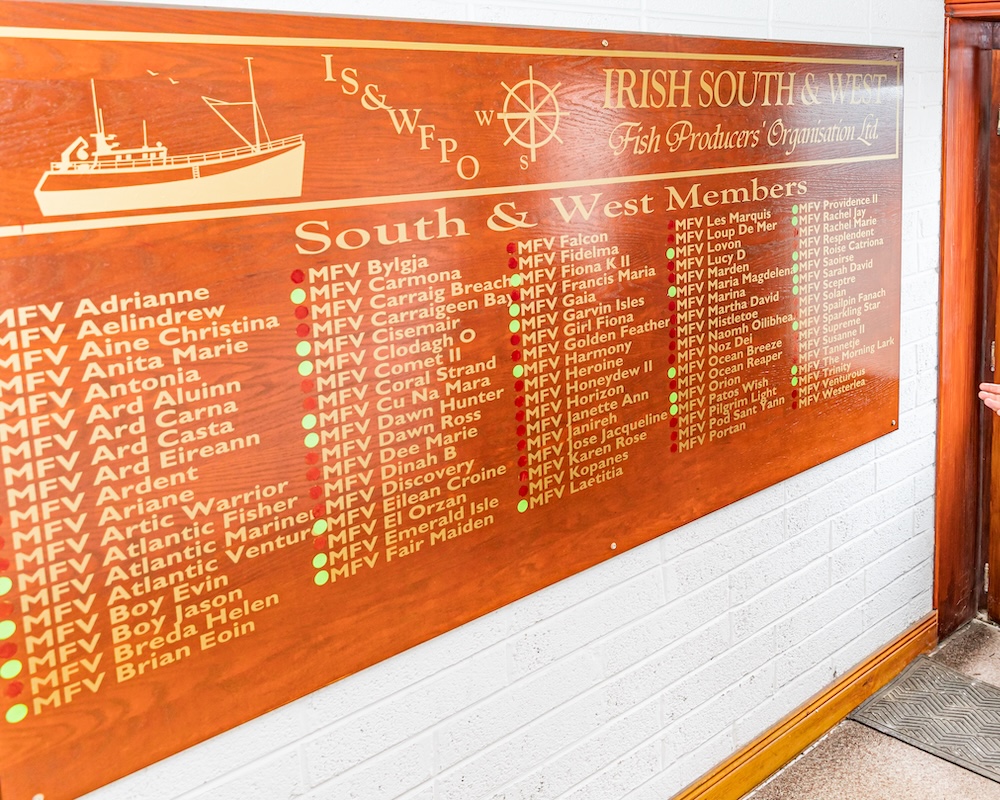 IS&WFPO
W
S
IRISH SOUTH & WEST
Fish Producers' Organisation Ltd.
South & West Members
MFV Adrianne
MFV Aelindrew
MFV Aine Christina
MFV Anita Marie
MFV Antonia
MFV Ard Aluinn
MFV Ard Carna
MFV Ard Casta
MFV Ard Eireann
MFV Ardent
MFV Ariane
MFV Artic Warrior
MFV Atlantic Fisher
MFV Atlantic Mariner
MFV Atlantic Venture
MFV Boy Evin
MFV Boy Jason
MFV Breda Helen
MFV Brian Eoin
MFV Bylgja
MFV Carmona
MFV Carraig Breach
MFV Carraigeen Bay
MFV Cisemair
MFV Clodagh O
MFV Comet II
MFV Coral Strand
MFV Cu Na Mara
MFV Dawn Hunter
MFV Dawn Ross
MFV Dee Marie
MFV Dinah B
MFV Discovery
MFV Eilean Croine
MFV El Orzan
MFV Emerald Isle
MFV Fair Maiden
MFV Falcon
MFV Fidelma
MFV Fiona K II
MFV Francis Maria
MFV Gaia
MFV Garvin Isles
MFV Girl Fiona
MFV Golden Feather
MFV Harmony
MFV Heroine
MFV Honeydew II
MFV Horizon
MFV Janette Ann
MFV Janireh
MFV Jose Jacqueline
MFV Karen Rose
MFV Kopanes
MFV Laetitia
MFV Les Marquis
MFV Loup De Mer
MFV Lovon
MFV Lucy D
MFV Marden
MFV Maria Magdelena
MFV Marina
MFV Martha David
MFV Mistletoe
MFV Naomh Ollibhea
MFV Noz Dei
MFV Ocean Breeze
MFV Ocean Reaper
MFV Orion
MFV Patos Wish
MFV Pilgrim Light
MFV Pod Sant Yann
MFV Portan
MFV Providence II
MFV Rachel Jay
MFV Rachel Marie
MFV Resplendent
MFV Roise Catriona
MFV Saoirse
MFV Sarah David
MFV Sceptre
MFV Solan
MFV Spailpin Fanach
MFV Sparkling Star
MFV Supreme
MFV Susanne II
MFV Tannetje
MFV The Morning Lark
MFV Trinity
MFV Venturous
MFV Westerlea